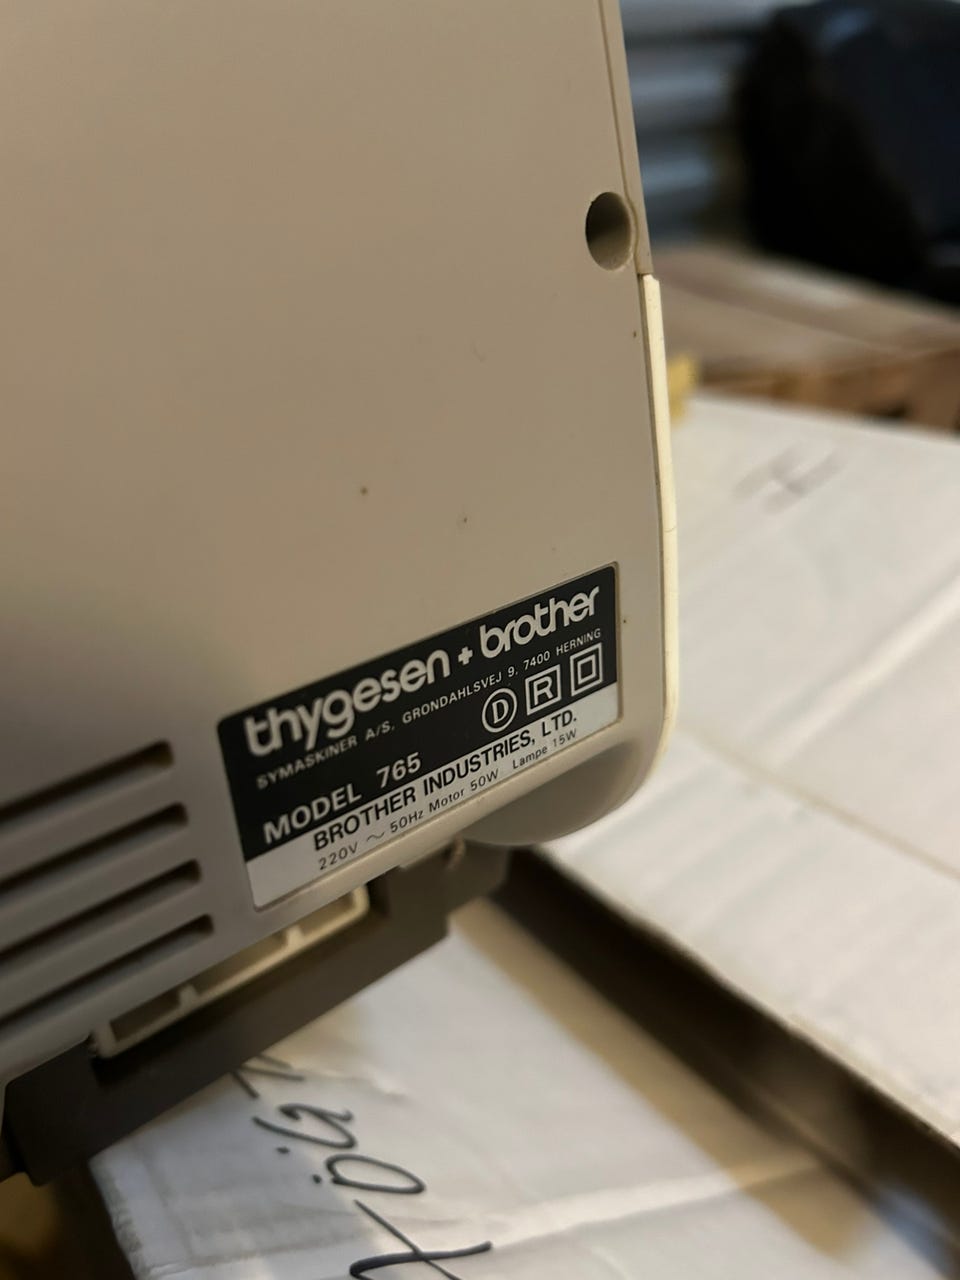 thygesen + brother
SYMASKINER A/S. GRONDAHLSVEJ 9. 7400 HERNING
MODEL 765
D R
BROTHER INDUSTRIES, LTD.
220V ～ 50Hz Motor 50W Lampe 15W